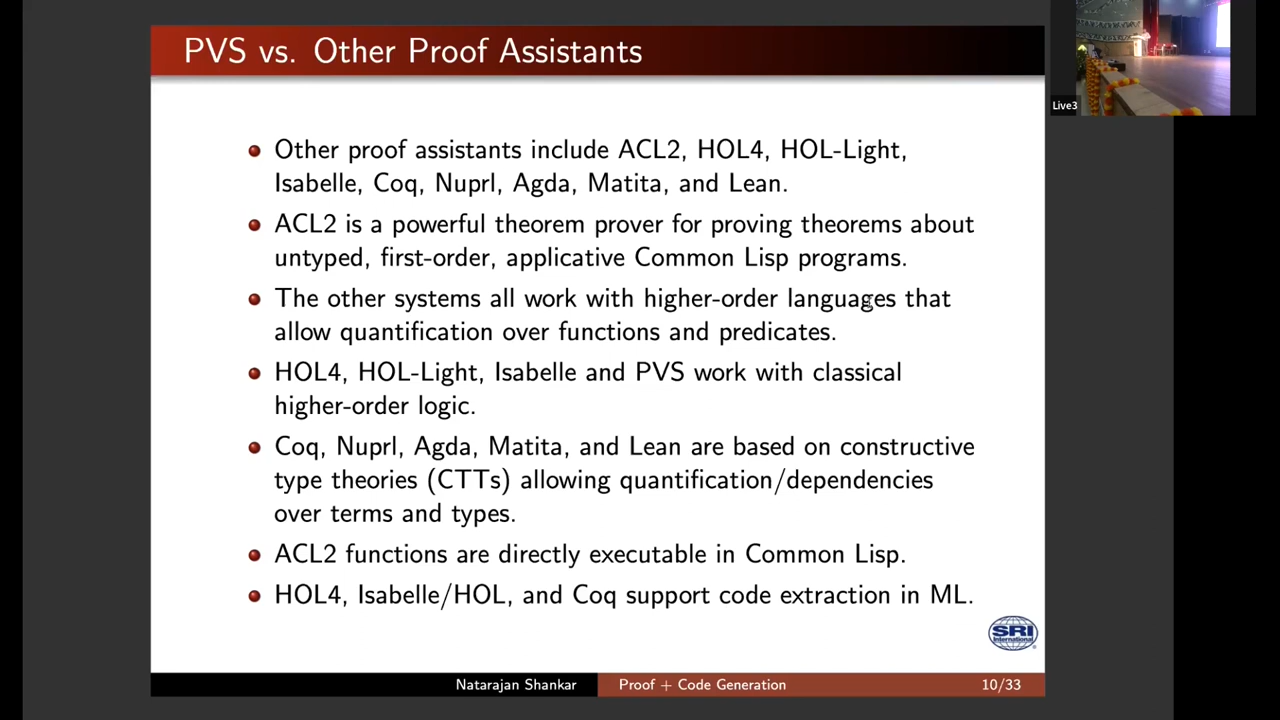 PVS vs. Other Proof Assistants
Live3
Other proof assistants include ACL2, HOL4, HOL-Light,
Isabelle, Coq, Nuprl, Agda, Matita, and Lean.
ACL2 is a powerful theorem prover for proving theorems about
untyped, first-order, applicative Common Lisp programs.
The other systems all work with higher-order languages that
allow quantification over functions and predicates.
HOL4, HOL-Light, Isabelle and PVS work with classical
higher-order logic.
Coq, Nuprl, Agda, Matita, and Lean are based on constructive
type theories (CTTs) allowing quantification/dependencies
over terms and types.
ACL2 functions are directly executable in Common Lisp.
HOL4, Isabelle/HOL, and Coq support code extraction in ML.
SRI
International
Natarajan Shankar
Proof + Code Generation
10/33